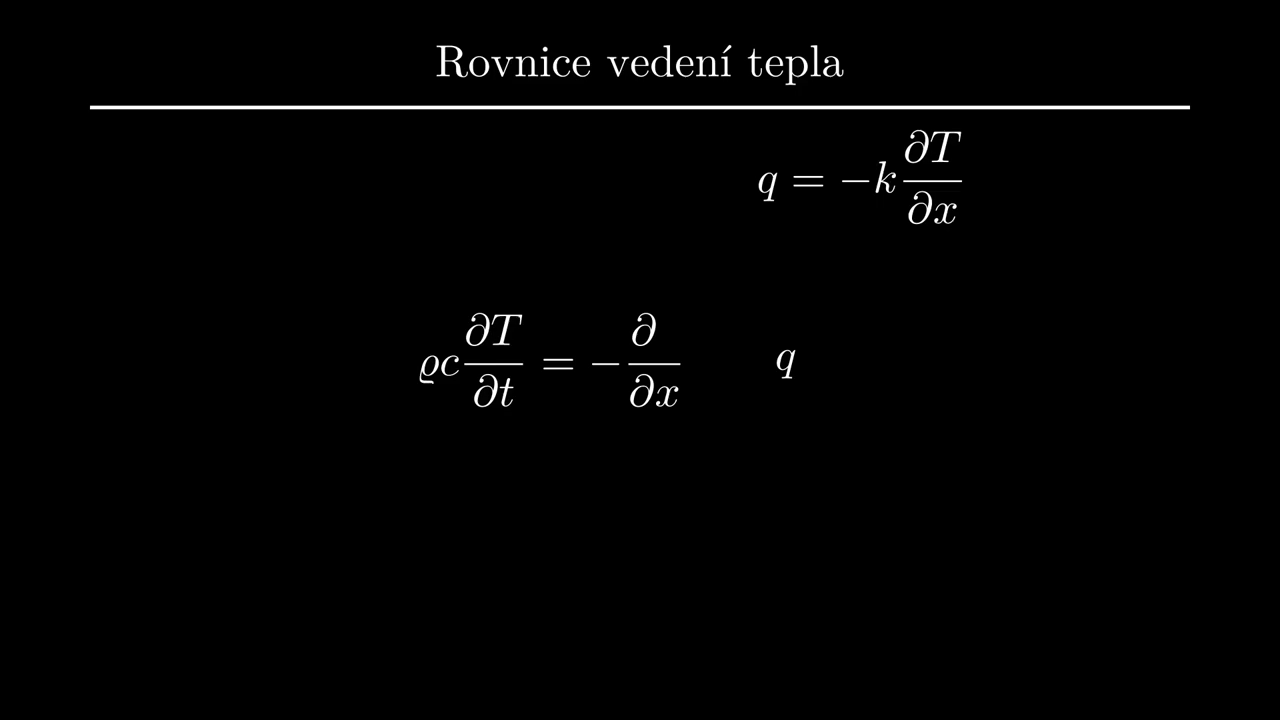 Rovnice vedení tepla
q = −k ∂T/∂x
ϱc ∂T/∂t = − ∂/∂x q